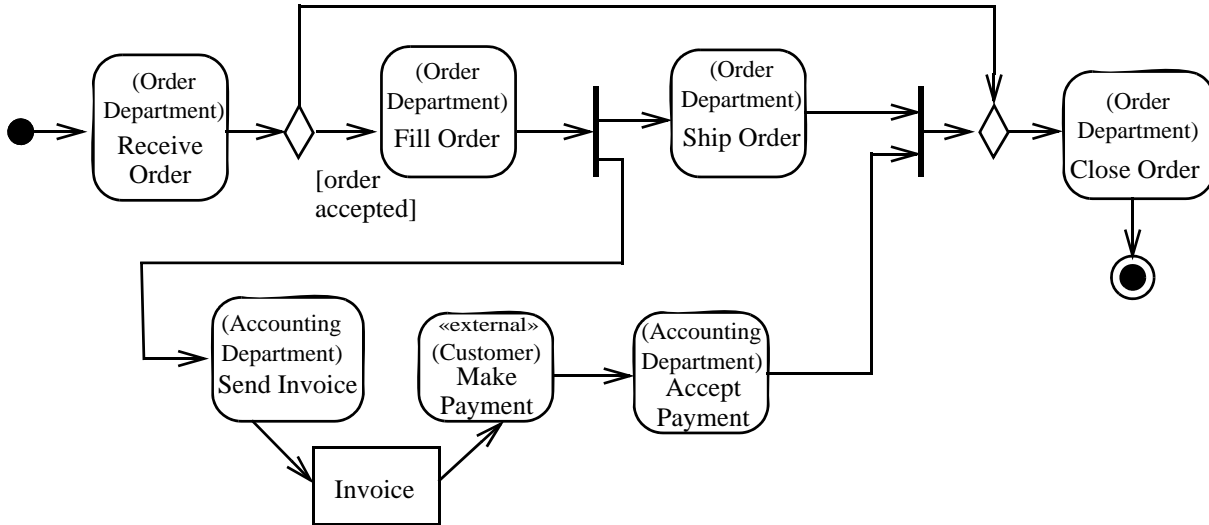 (Order
Department)
Receive
Order
(Order
Department)
Fill Order
[order
accepted]
(Order
Department)
Ship Order
(Order
Department)
Close Order
(Accounting
Department)
Send Invoice
«external»
(Customer)
Make
Payment
(Accounting
Department)
Accept
Payment
Invoice